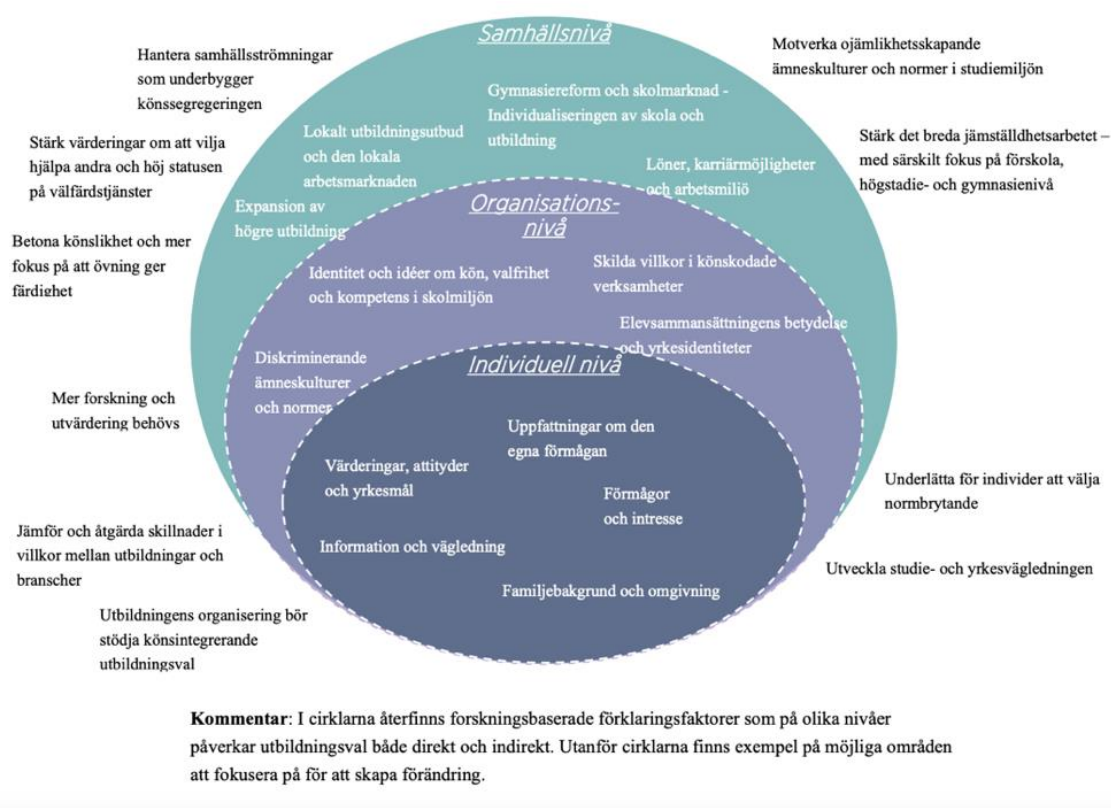 Samhällsnivå
Hantera samhällsströmningar
som underbygger
könssegregeringen
Motverka ojämlikhetsskapande
ämneskulturer och normer i studiemiljön
Gymnasiereform och skolmarknad -
Individualiseringen av skola och
utbildning
Lokalt utbildningsutbud
och den lokala
arbetsmarknaden
Stärk värderingar om att vilja
hjälpa andra och höj statusen
på välfärdstjänster
Stärk det breda jämställdhetsarbetet –
med särskilt fokus på förskola,
högstadie- och gymnasienivå
Löner, karriärmöjligheter
och arbetsmiljö
Expansion av
högre utbildning
Organisations-
nivå
Betona könslikhet och mer
fokus på att övning ger
färdighet
Identitet och idéer om kön, valfrihet
och kompetens i skolmiljön
Skilda villkor i könskodade
verksamheter
Elevsammansättningens betydelse
och yrkesidentiteter
Diskriminerande
ämneskulturer
och normer
Individuell nivå
Mer forskning och
utvärdering behövs
Uppfattningar om den
egna förmågan
Värderingar, attityder
och yrkesmål
Förmågor
och intresse
Underlätta för individer att välja
normbrytande
Jämför och åtgärda skillnader i
villkor mellan utbildningar och
branscher
Information och vägledning
Utveckla studie- och yrkesvägledningen
Familjebakgrund och omgivning
Utbildningens organisering bör
stödja könsintegrerande
utbildningsval
Kommentar: I cirklarna återfinns forskningsbaserade förklaringsfaktorer som på olika nivåer
påverkar utbildningsval både direkt och indirekt. Utanför cirklarna finns exempel på möjliga områden
att fokusera på för att skapa förändring.